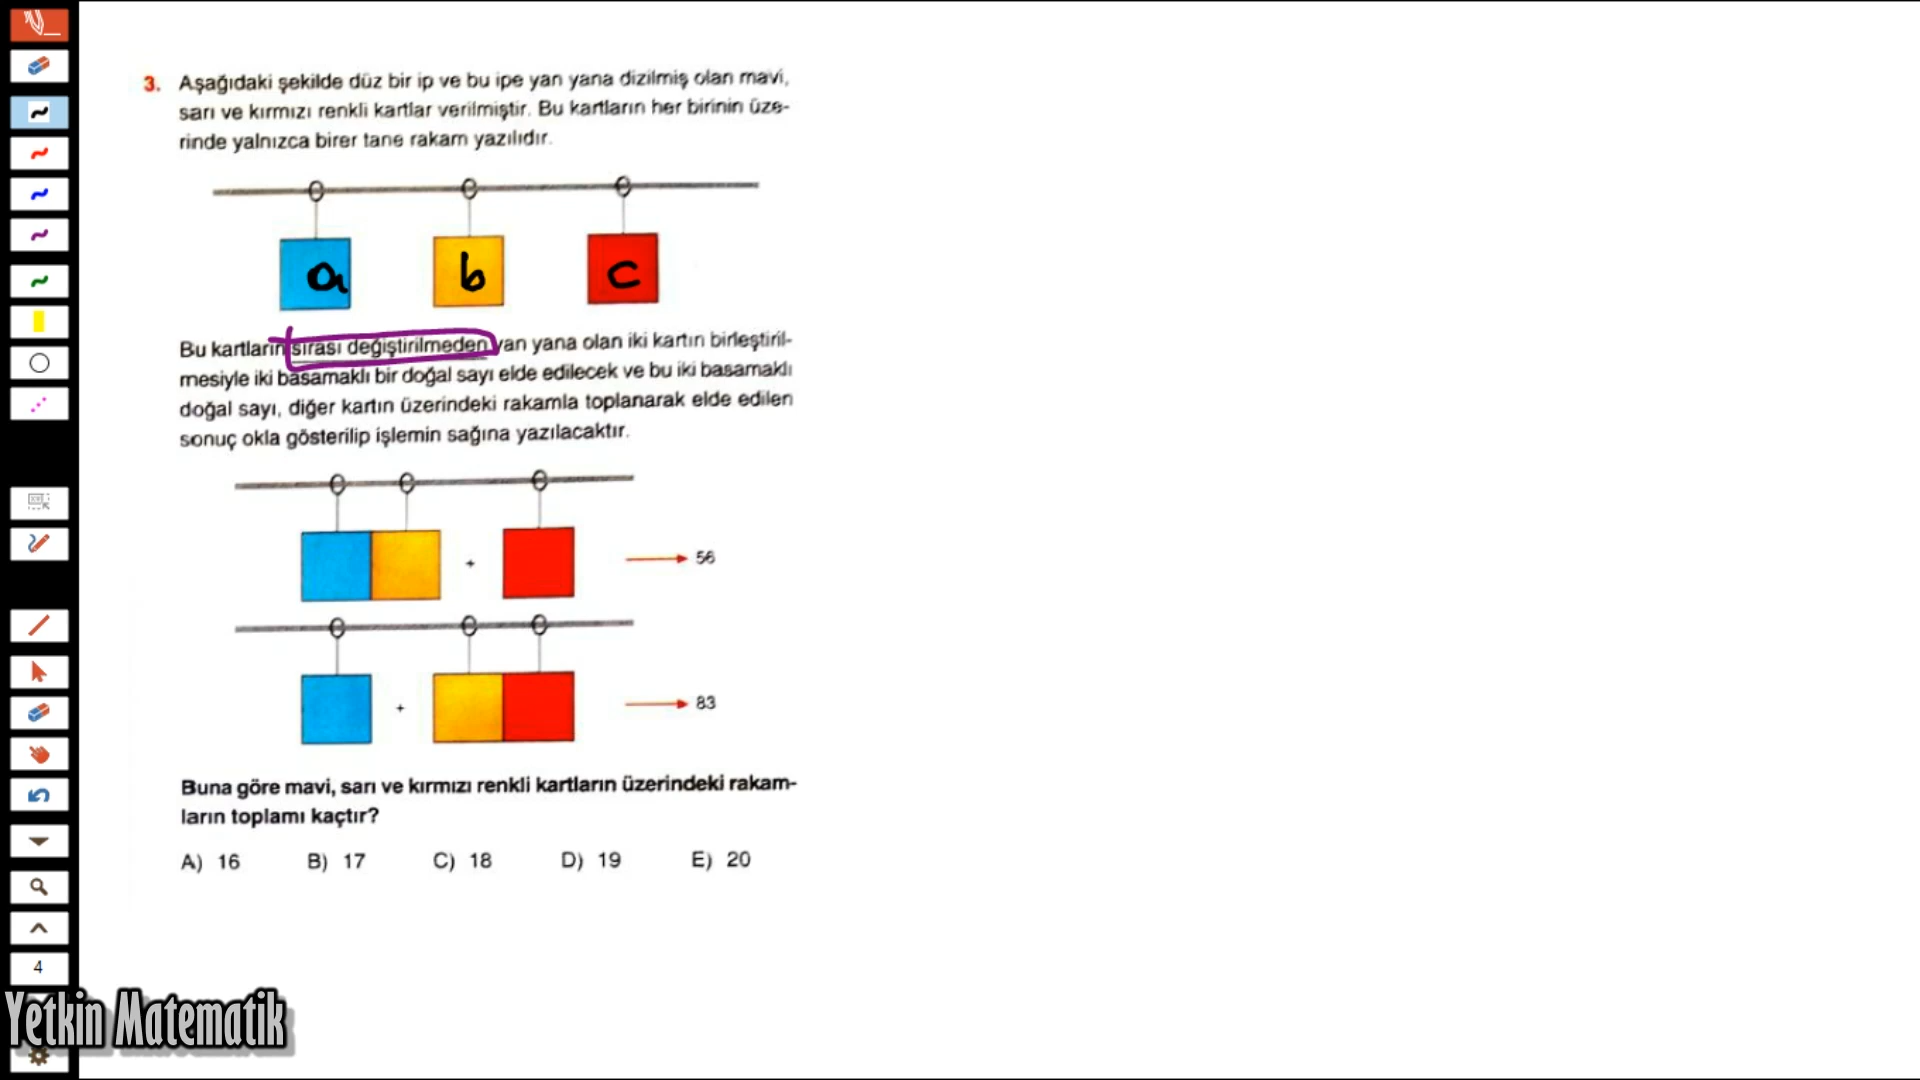 3. Aşağıdaki şekilde düz bir ip ve bu ipe yan yana dizilmiş olan mavi,
sarı ve kırmızı renkli kartlar verilmiştir. Bu kartların her birinin üze-
rinde yalnızca birer tane rakam yazılıdır.
a b c
Bu kartların sırası değiştirilmeden yan yana olan iki kartın birleştiril-
mesiyle iki basamaklı bir doğal sayı elde edilecek ve bu iki basamaklı
doğal sayı, diğer kartın üzerindeki rakamla toplanarak elde edilen
sonuç okla gösterilip işlemin sağına yazılacaktır.
+ 56
+ 83
Buna göre mavi, sarı ve kırmızı renkli kartların üzerindeki rakam-
ların toplamı kaçtır?
A) 16 B) 17 C) 18 D) 19 E) 20
4
Yetkin Matematik